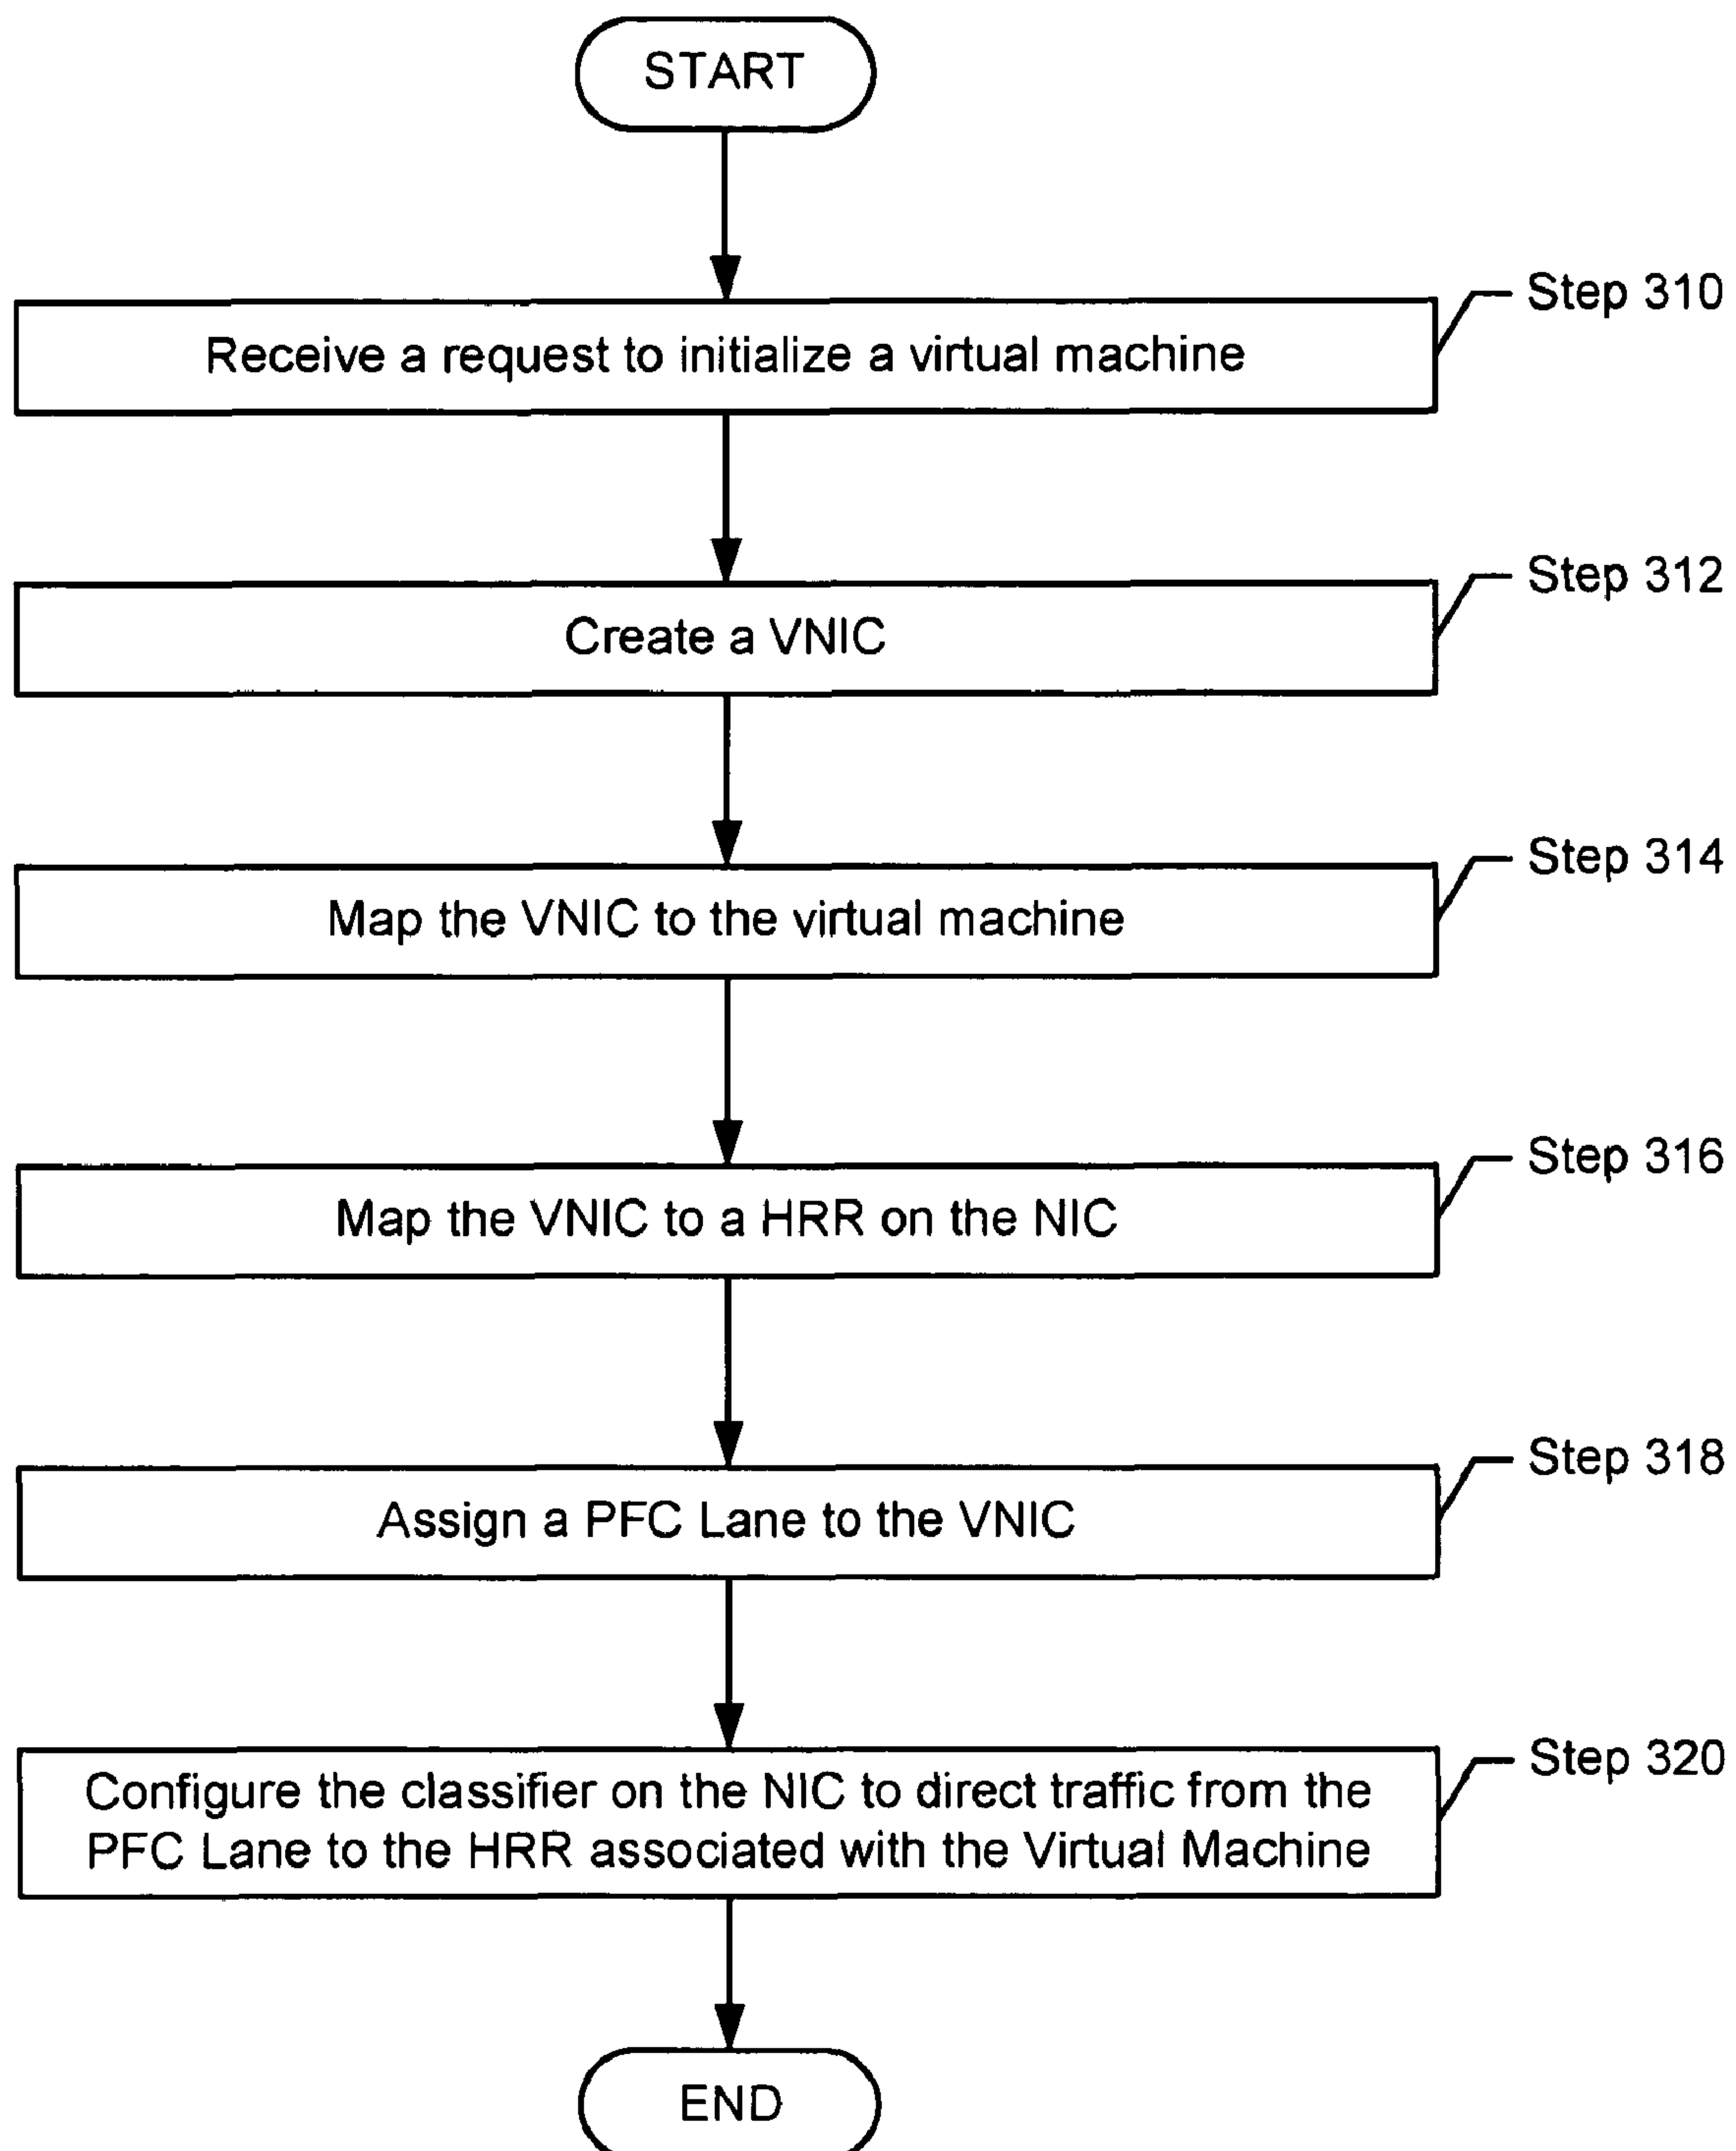 START
Step 310
Receive a request to initialize a virtual machine
Step 312
Create a VNIC
Step 314
Map the VNIC to the virtual machine
Step 316
Map the VNIC to a HRR on the NIC
Step 318
Assign a PFC Lane to the VNIC
Step 320
Configure the classifier on the NIC to direct traffic from the
PFC Lane to the HRR associated with the Virtual Machine
END